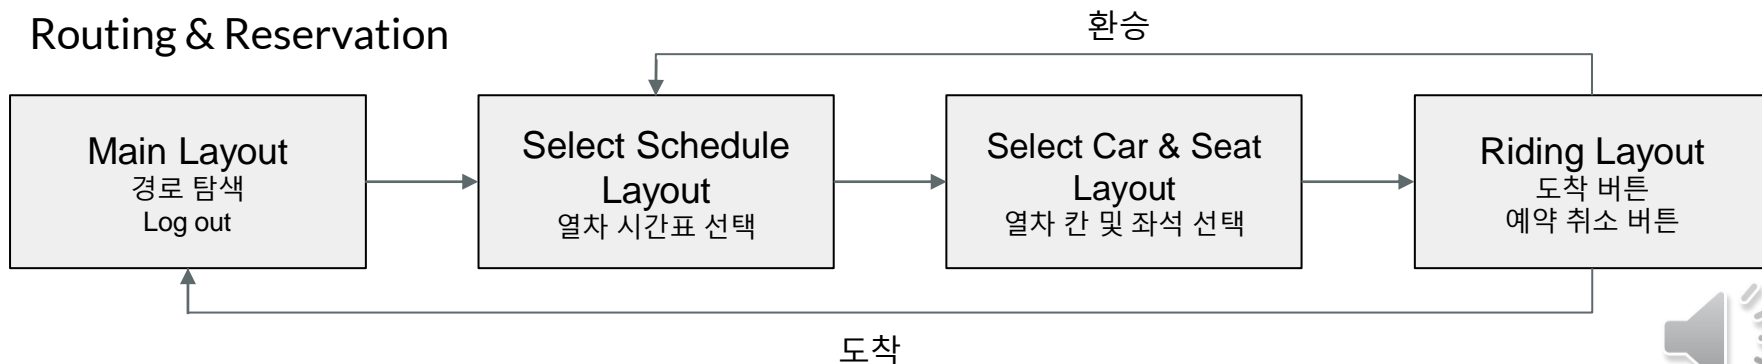 Routing & Reservation
환승
Main Layout
경로 탐색
Log out
Select Schedule
Layout
열차 시간표 선택
Select Car & Seat
Layout
열차 칸 및 좌석 선택
Riding Layout
도착 버튼
예약 취소 버튼
도착